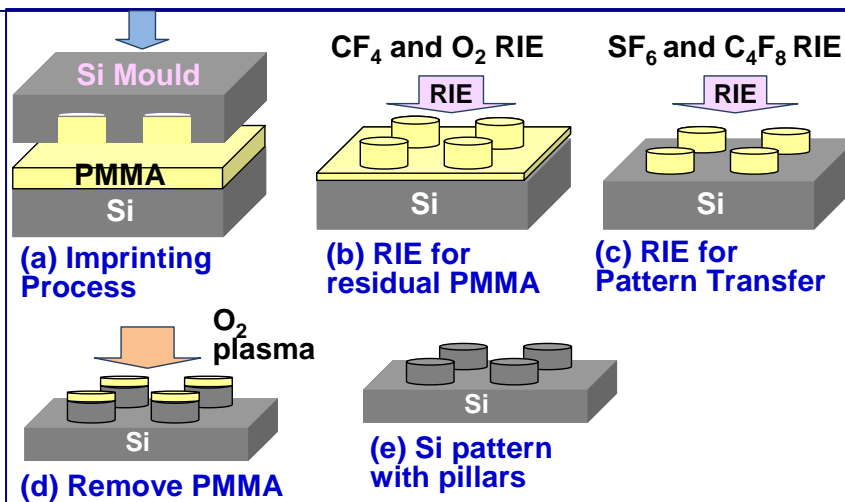 Si Mould
PMMA
Si
(a) Imprinting
Process
CF₄ and O₂ RIE
RIE
Si
(b) RIE for
residual PMMA
SF₆ and C₄F₈ RIE
RIE
Si
(c) RIE for
Pattern Transfer
O₂
plasma
Si
(d) Remove PMMA
Si
(e) Si pattern
with pillars